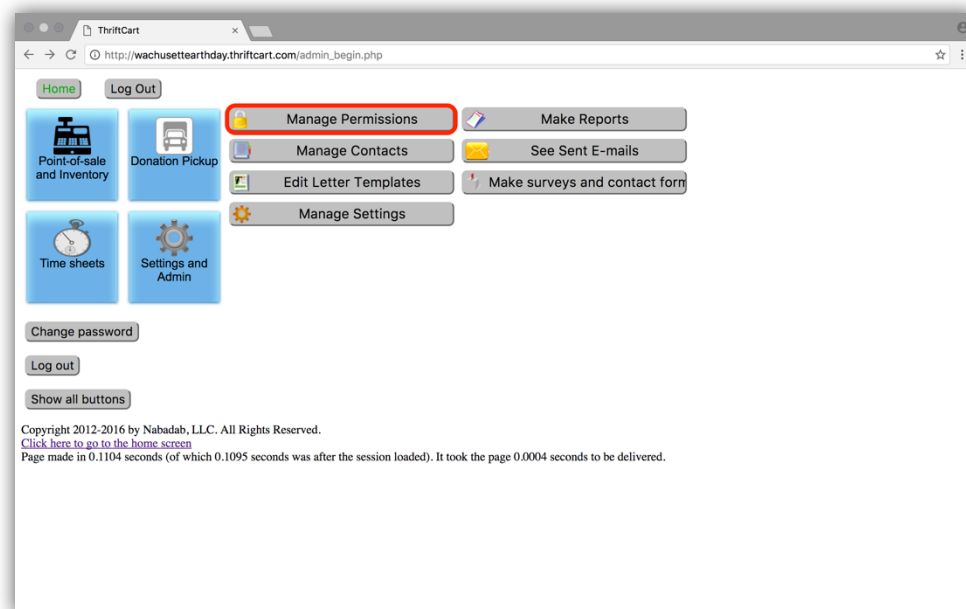 ThriftCart
http://wachusettearthday.thriftcart.com/admin_begin.php
Home
Log Out
Point-of-sale
and Inventory
Donation Pickup
Time sheets
Settings and
Admin
Manage Permissions
Manage Contacts
Edit Letter Templates
Manage Settings
Make Reports
See Sent E-mails
Make surveys and contact form
Change password
Log out
Show all buttons
Copyright 2012-2016 by Nabadab, LLC. All Rights Reserved.
Click here to go to the home screen
Page made in 0.1104 seconds (of which 0.1095 seconds was after the session loaded). It took the page 0.0004 seconds to be delivered.